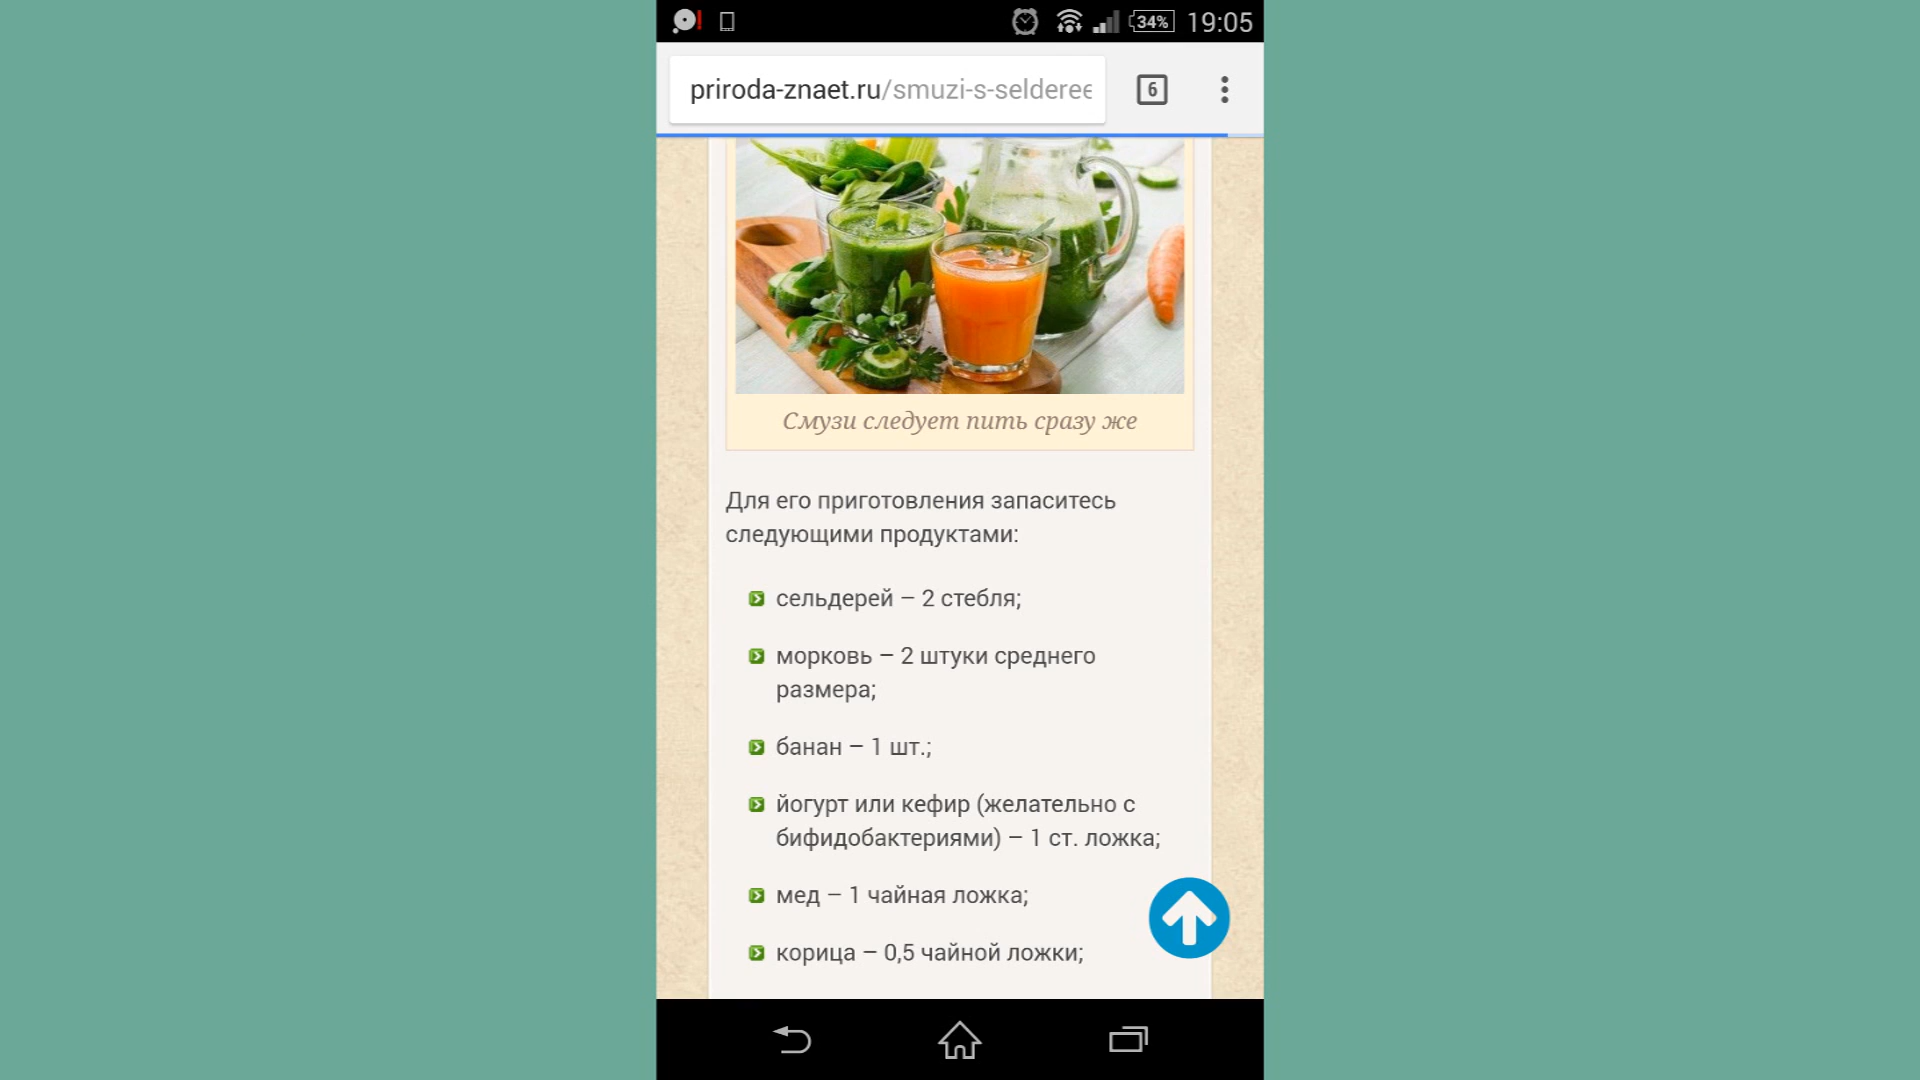 34% 19:05
priroda-znaet.ru/smuzi-s-selderee
6
Смузи следует пить сразу же
Для его приготовления запаситесь
следующими продуктами:
сельдерей – 2 стебля;
морковь – 2 штуки среднего
размера;
банан – 1 шт.;
йогурт или кефир (желательно с
бифидобактериями) – 1 ст. ложка;
мед – 1 чайная ложка;
корица – 0,5 чайной ложки;